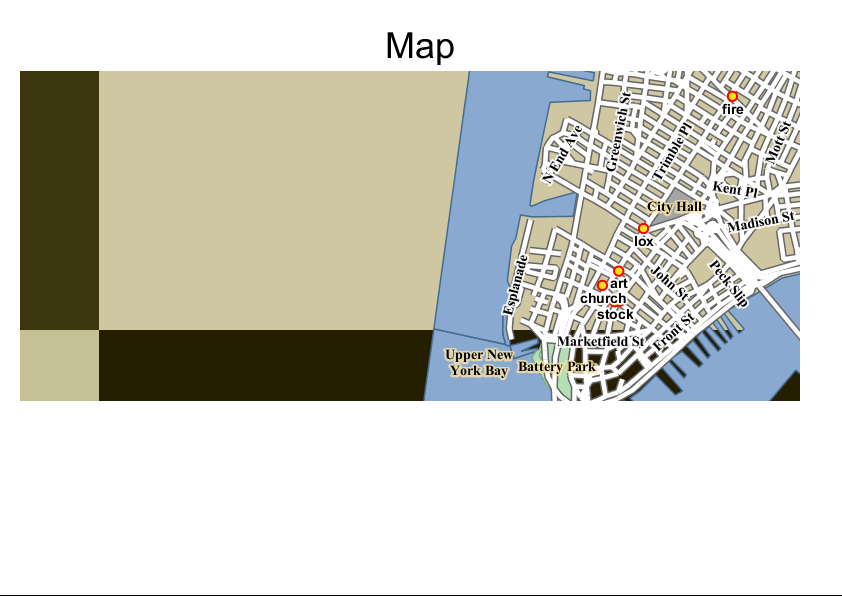 Map
fire
Greenwich St
N End Ave
Trimble Pl
Mott St
Kent Pl
City Hall
Madison St
lox
Esplanade
art
John St
Peck Slip
church
stock
Marketfield St
Front St
Upper New
York Bay
Battery Park